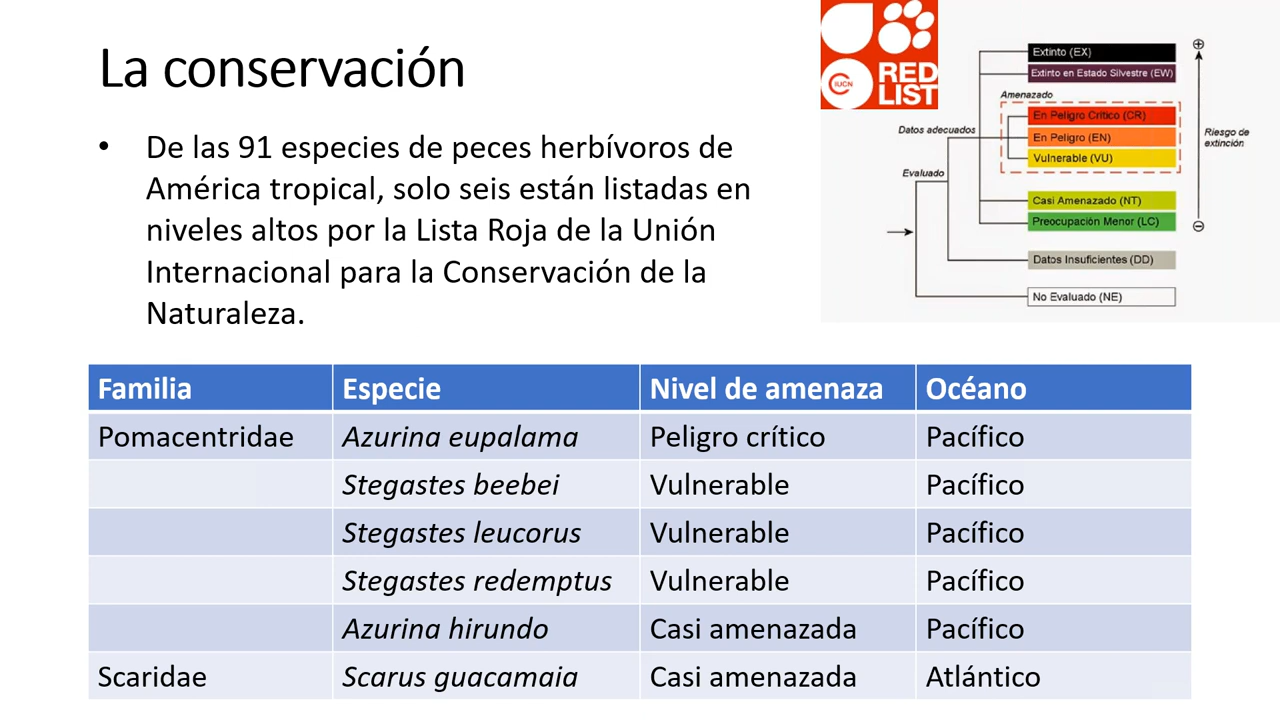 La conservación
• De las 91 especies de peces herbívoros de
América tropical, solo seis están listadas en
niveles altos por la Lista Roja de la Unión
Internacional para la Conservación de la
Naturaleza.
IUCN
RED
LIST
Extinto (EX)
Extinto en Estado Silvestre (EW)
Amenazado
En Peligro Crítico (CR)
Datos adecuados
En Peligro (EN)
Riesgo de
extinción
Vulnerable (VU)
Evaluado
Casi Amenazado (NT)
Preocupación Menor (LC)
Datos Insuficientes (DD)
No Evaluado (NE)
Familia Especie Nivel de amenaza Océano
Pomacentridae Azurina eupalama Peligro crítico Pacífico
Stegastes beebei Vulnerable Pacífico
Stegastes leucorus Vulnerable Pacífico
Stegastes redemptus Vulnerable Pacífico
Azurina hirundo Casi amenazada Pacífico
Scaridae Scarus guacamaia Casi amenazada Atlántico